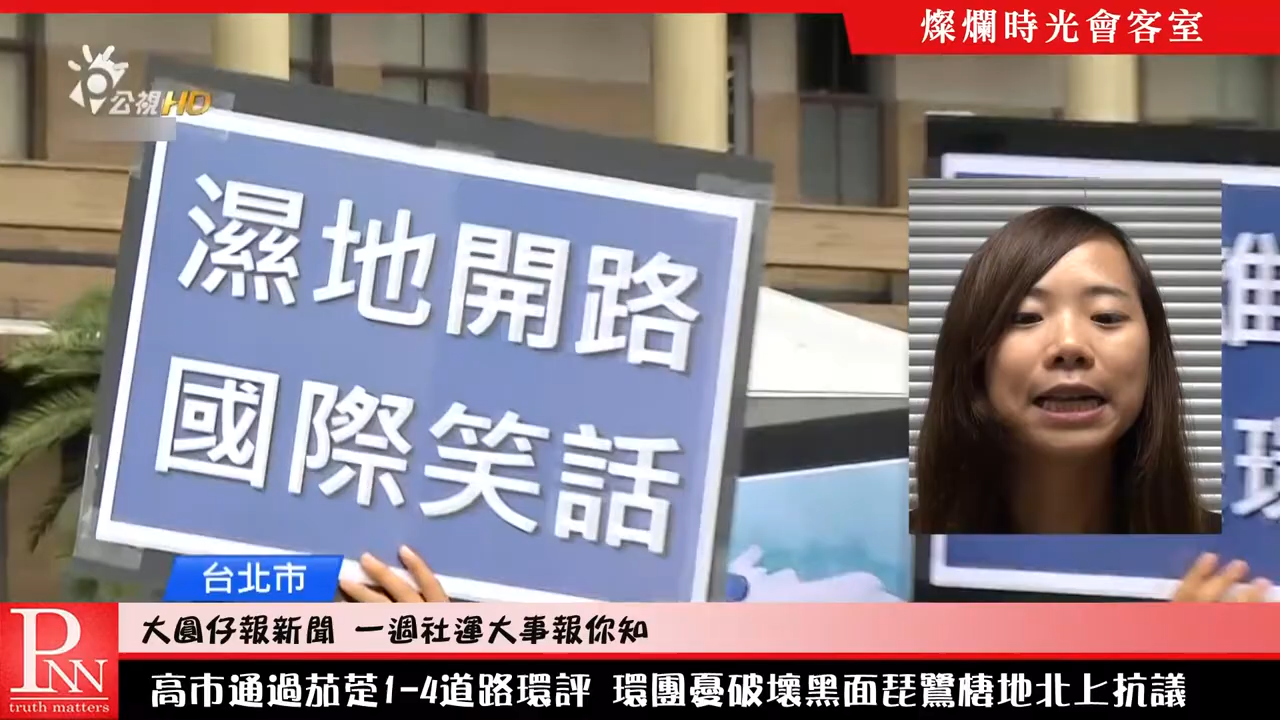 燦爛時光會客室
公視HD
濕地開路
國際笑話
台北市
PNN
truth matters
大圓仔報新聞 一週社運大事報你知
高市通過茄萣1-4道路環評 環團憂破壞黑面琵鷺棲地北上抗議